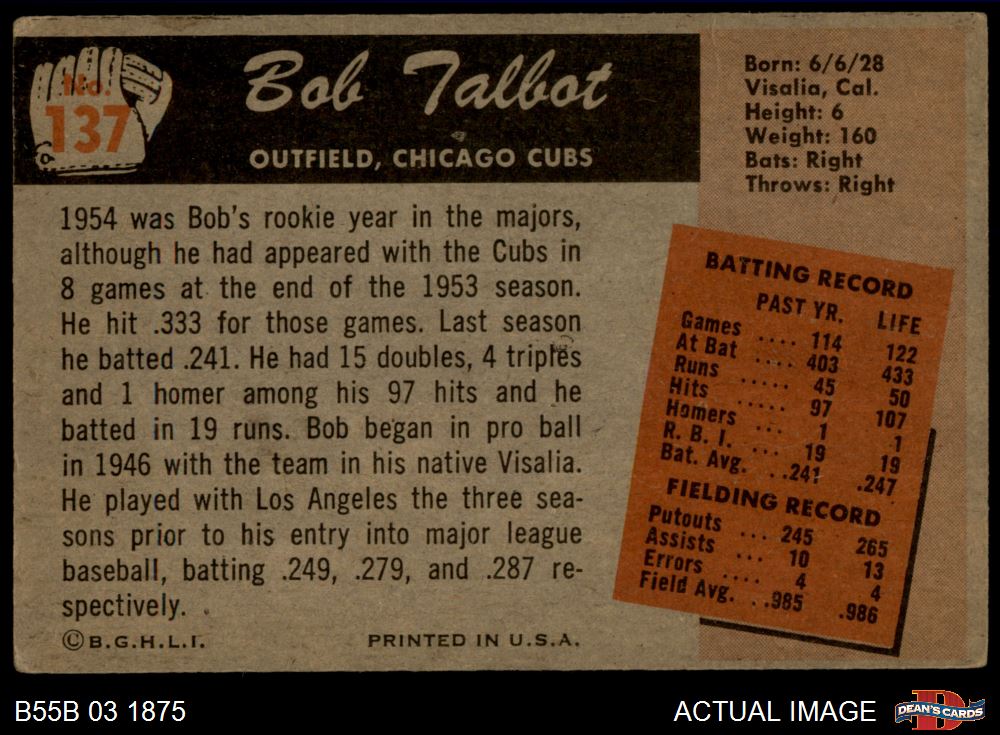 No.
137
Bob Talbot
OUTFIELD, CHICAGO CUBS
Born: 6/6/28
Visalia, Cal.
Height: 6
Weight: 160
Bats: Right
Throws: Right
1954 was Bob's rookie year in the majors,
although he had appeared with the Cubs in
8 games at the end of the 1953 season.
He hit .333 for those games. Last season
he batted .241. He had 15 doubles, 4 triples
and 1 homer among his 97 hits and he
batted in 19 runs. Bob began in pro ball
in 1946 with the team in his native Visalia.
He played with Los Angeles the three sea-
sons prior to his entry into major league
baseball, batting .249, .279, and .287 re-
spectively.
©B.G.H.L.I. PRINTED IN U.S.A.
BATTING RECORD
PAST YR. LIFE
Games .... 114 122
At Bat .... 403 433
Runs ..... 45 50
Hits ..... 97 107
Homers ... 1 1
R. B. I. ... 19 19
Bat. Avg. ..241 .247
FIELDING RECORD
Putouts ... 245 265
Assists ... 10 13
Errors .... 4 4
Field Avg. ..985 .986
B55B 03 1875 ACTUAL IMAGE DEAN'S CARDS